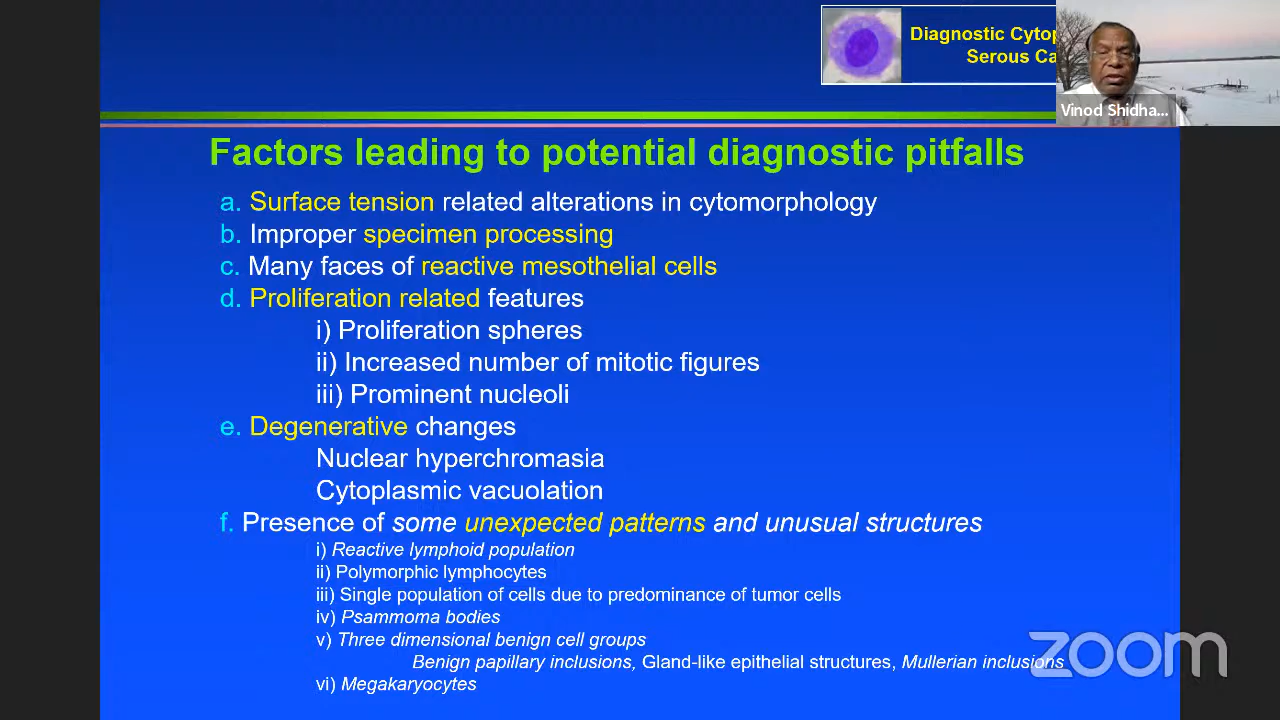 Diagnostic Cytop
Serous Ca
Vinod Shidha...
Factors leading to potential diagnostic pitfalls
a. Surface tension related alterations in cytomorphology
b. Improper specimen processing
c. Many faces of reactive mesothelial cells
d. Proliferation related features
i) Proliferation spheres
ii) Increased number of mitotic figures
iii) Prominent nucleoli
e. Degenerative changes
Nuclear hyperchromasia
Cytoplasmic vacuolation
f. Presence of some unexpected patterns and unusual structures
i) Reactive lymphoid population
ii) Polymorphic lymphocytes
iii) Single population of cells due to predominance of tumor cells
iv) Psammoma bodies
v) Three dimensional benign cell groups
Benign papillary inclusions, Gland-like epithelial structures, Mullerian inclusions
vi) Megakaryocytes
zoom